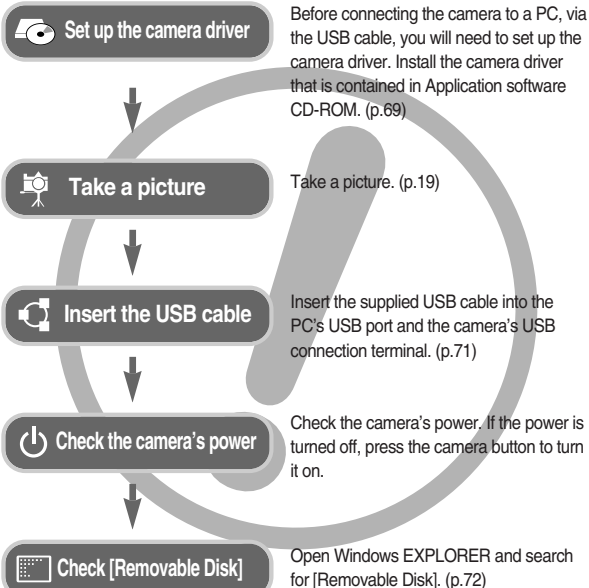 Set up the camera driver
Before connecting the camera to a PC, via
the USB cable, you will need to set up the
camera driver. Install the camera driver
that is contained in Application software
CD-ROM. (p.69)
Take a picture
Take a picture. (p.19)
Insert the USB cable
Insert the supplied USB cable into the
PC's USB port and the camera's USB
connection terminal. (p.71)
Check the camera's power
Check the camera's power. If the power is
turned off, press the camera button to turn
it on.
Check [Removable Disk]
Open Windows EXPLORER and search
for [Removable Disk]. (p.72)